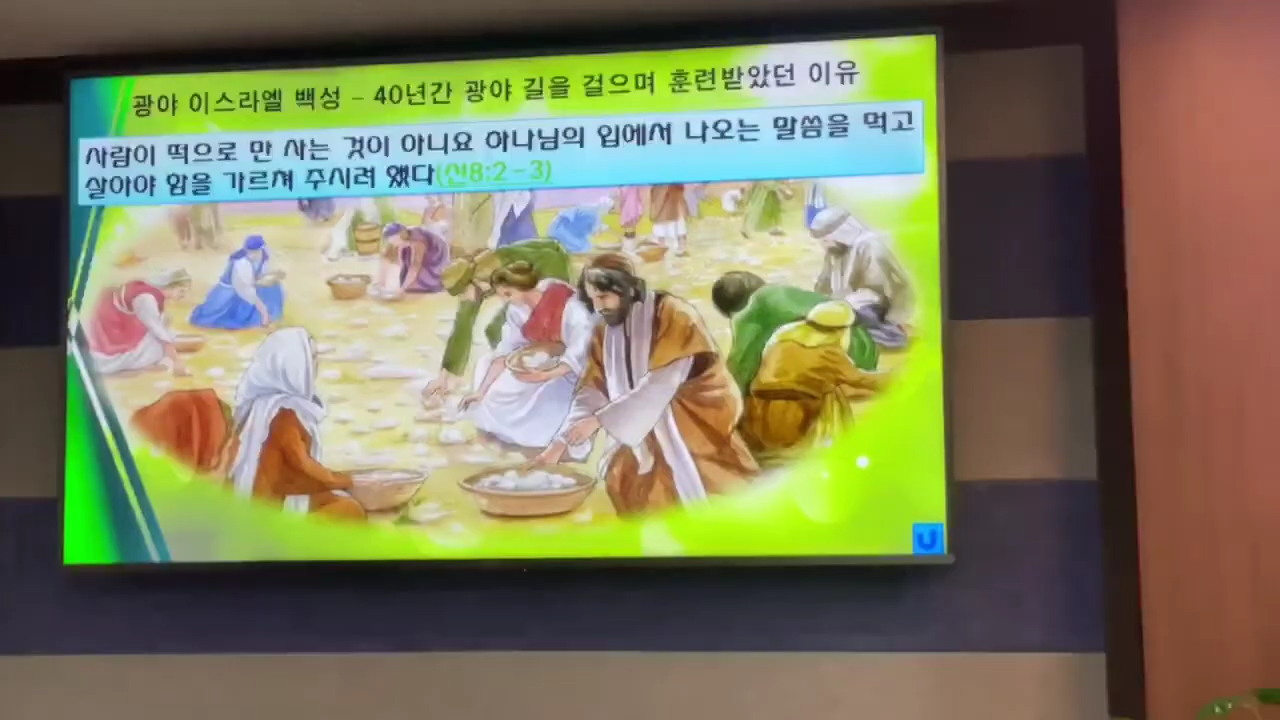 광야 이스라엘 백성 – 40년간 광야 길을 걸으며 훈련받았던 이유
사람이 떡으로 만 사는 것이 아니요 하나님의 입에서 나오는 말씀을 먹고
살아야 함을 가르쳐 주시려 했다(신8:2-3)